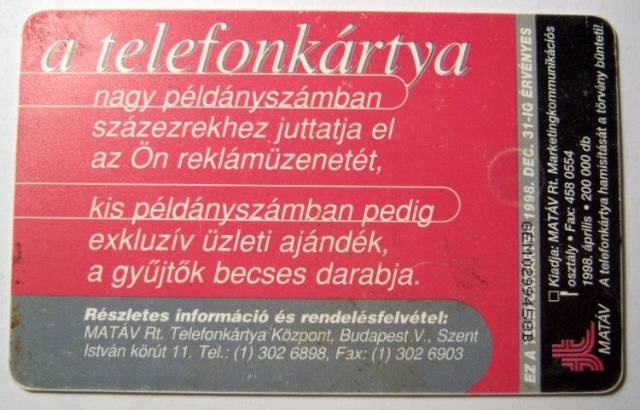 a telefonkártya
nagy példányszámban
százezrekhez juttatja el
az Ön reklámüzenetét,
kis példányszámban pedig
exkluzív üzleti ajándék,
a gyűjtők becses darabja.
Részletes információ és rendelésfelvétel:
MATÁV Rt. Telefonkártya Központ, Budapest V., Szent
István körút 11. Tel.: (1) 302 6898, Fax: (1) 302 6903
EZ A 1998. DEC. 31-IG ÉRVÉNYES
Kiadja: MATÁV Rt. Marketingkommunikációs
osztály • Fax: 458 0554
1998. április • 200 000 db
A telefonkártya hamisítását a törvény bünteti!
MATÁV